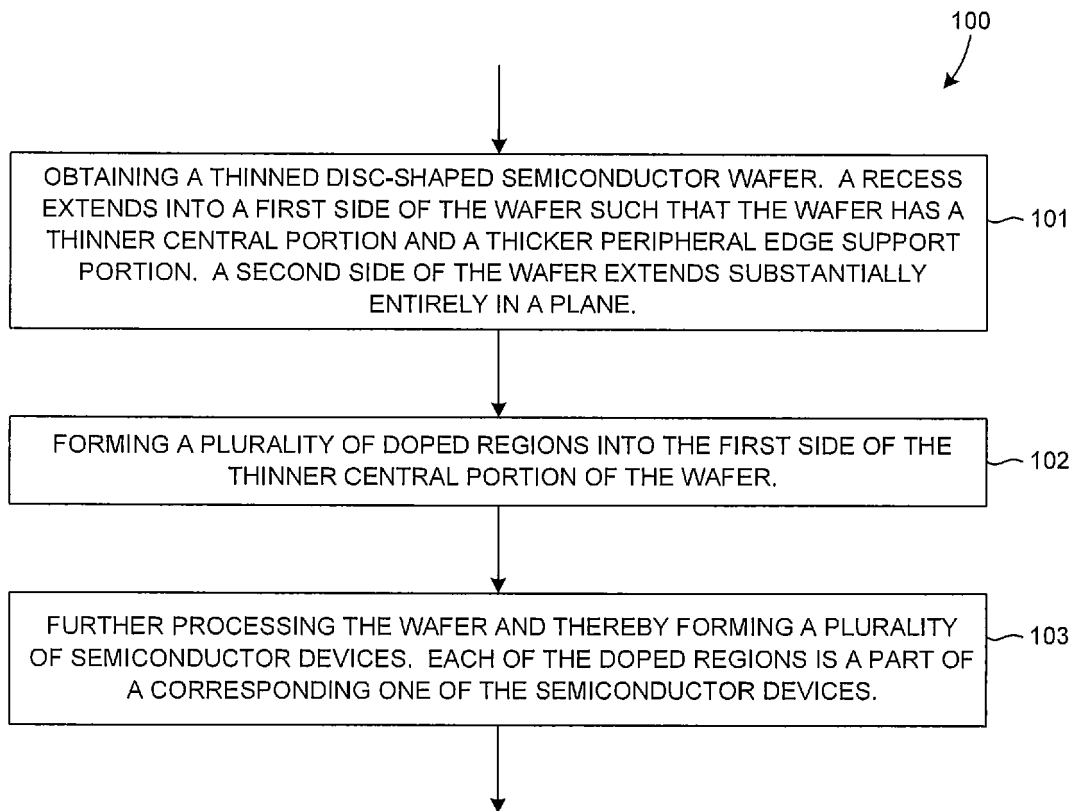 100
OBTAINING A THINNED DISC-SHAPED SEMICONDUCTOR WAFER. A RECESS
EXTENDS INTO A FIRST SIDE OF THE WAFER SUCH THAT THE WAFER HAS A
THINNER CENTRAL PORTION AND A THICKER PERIPHERAL EDGE SUPPORT
PORTION. A SECOND SIDE OF THE WAFER EXTENDS SUBSTANTIALLY
ENTIRELY IN A PLANE.
101
FORMING A PLURALITY OF DOPED REGIONS INTO THE FIRST SIDE OF THE
THINNER CENTRAL PORTION OF THE WAFER.
102
FURTHER PROCESSING THE WAFER AND THEREBY FORMING A PLURALITY
OF SEMICONDUCTOR DEVICES. EACH OF THE DOPED REGIONS IS A PART OF
A CORRESPONDING ONE OF THE SEMICONDUCTOR DEVICES.
103